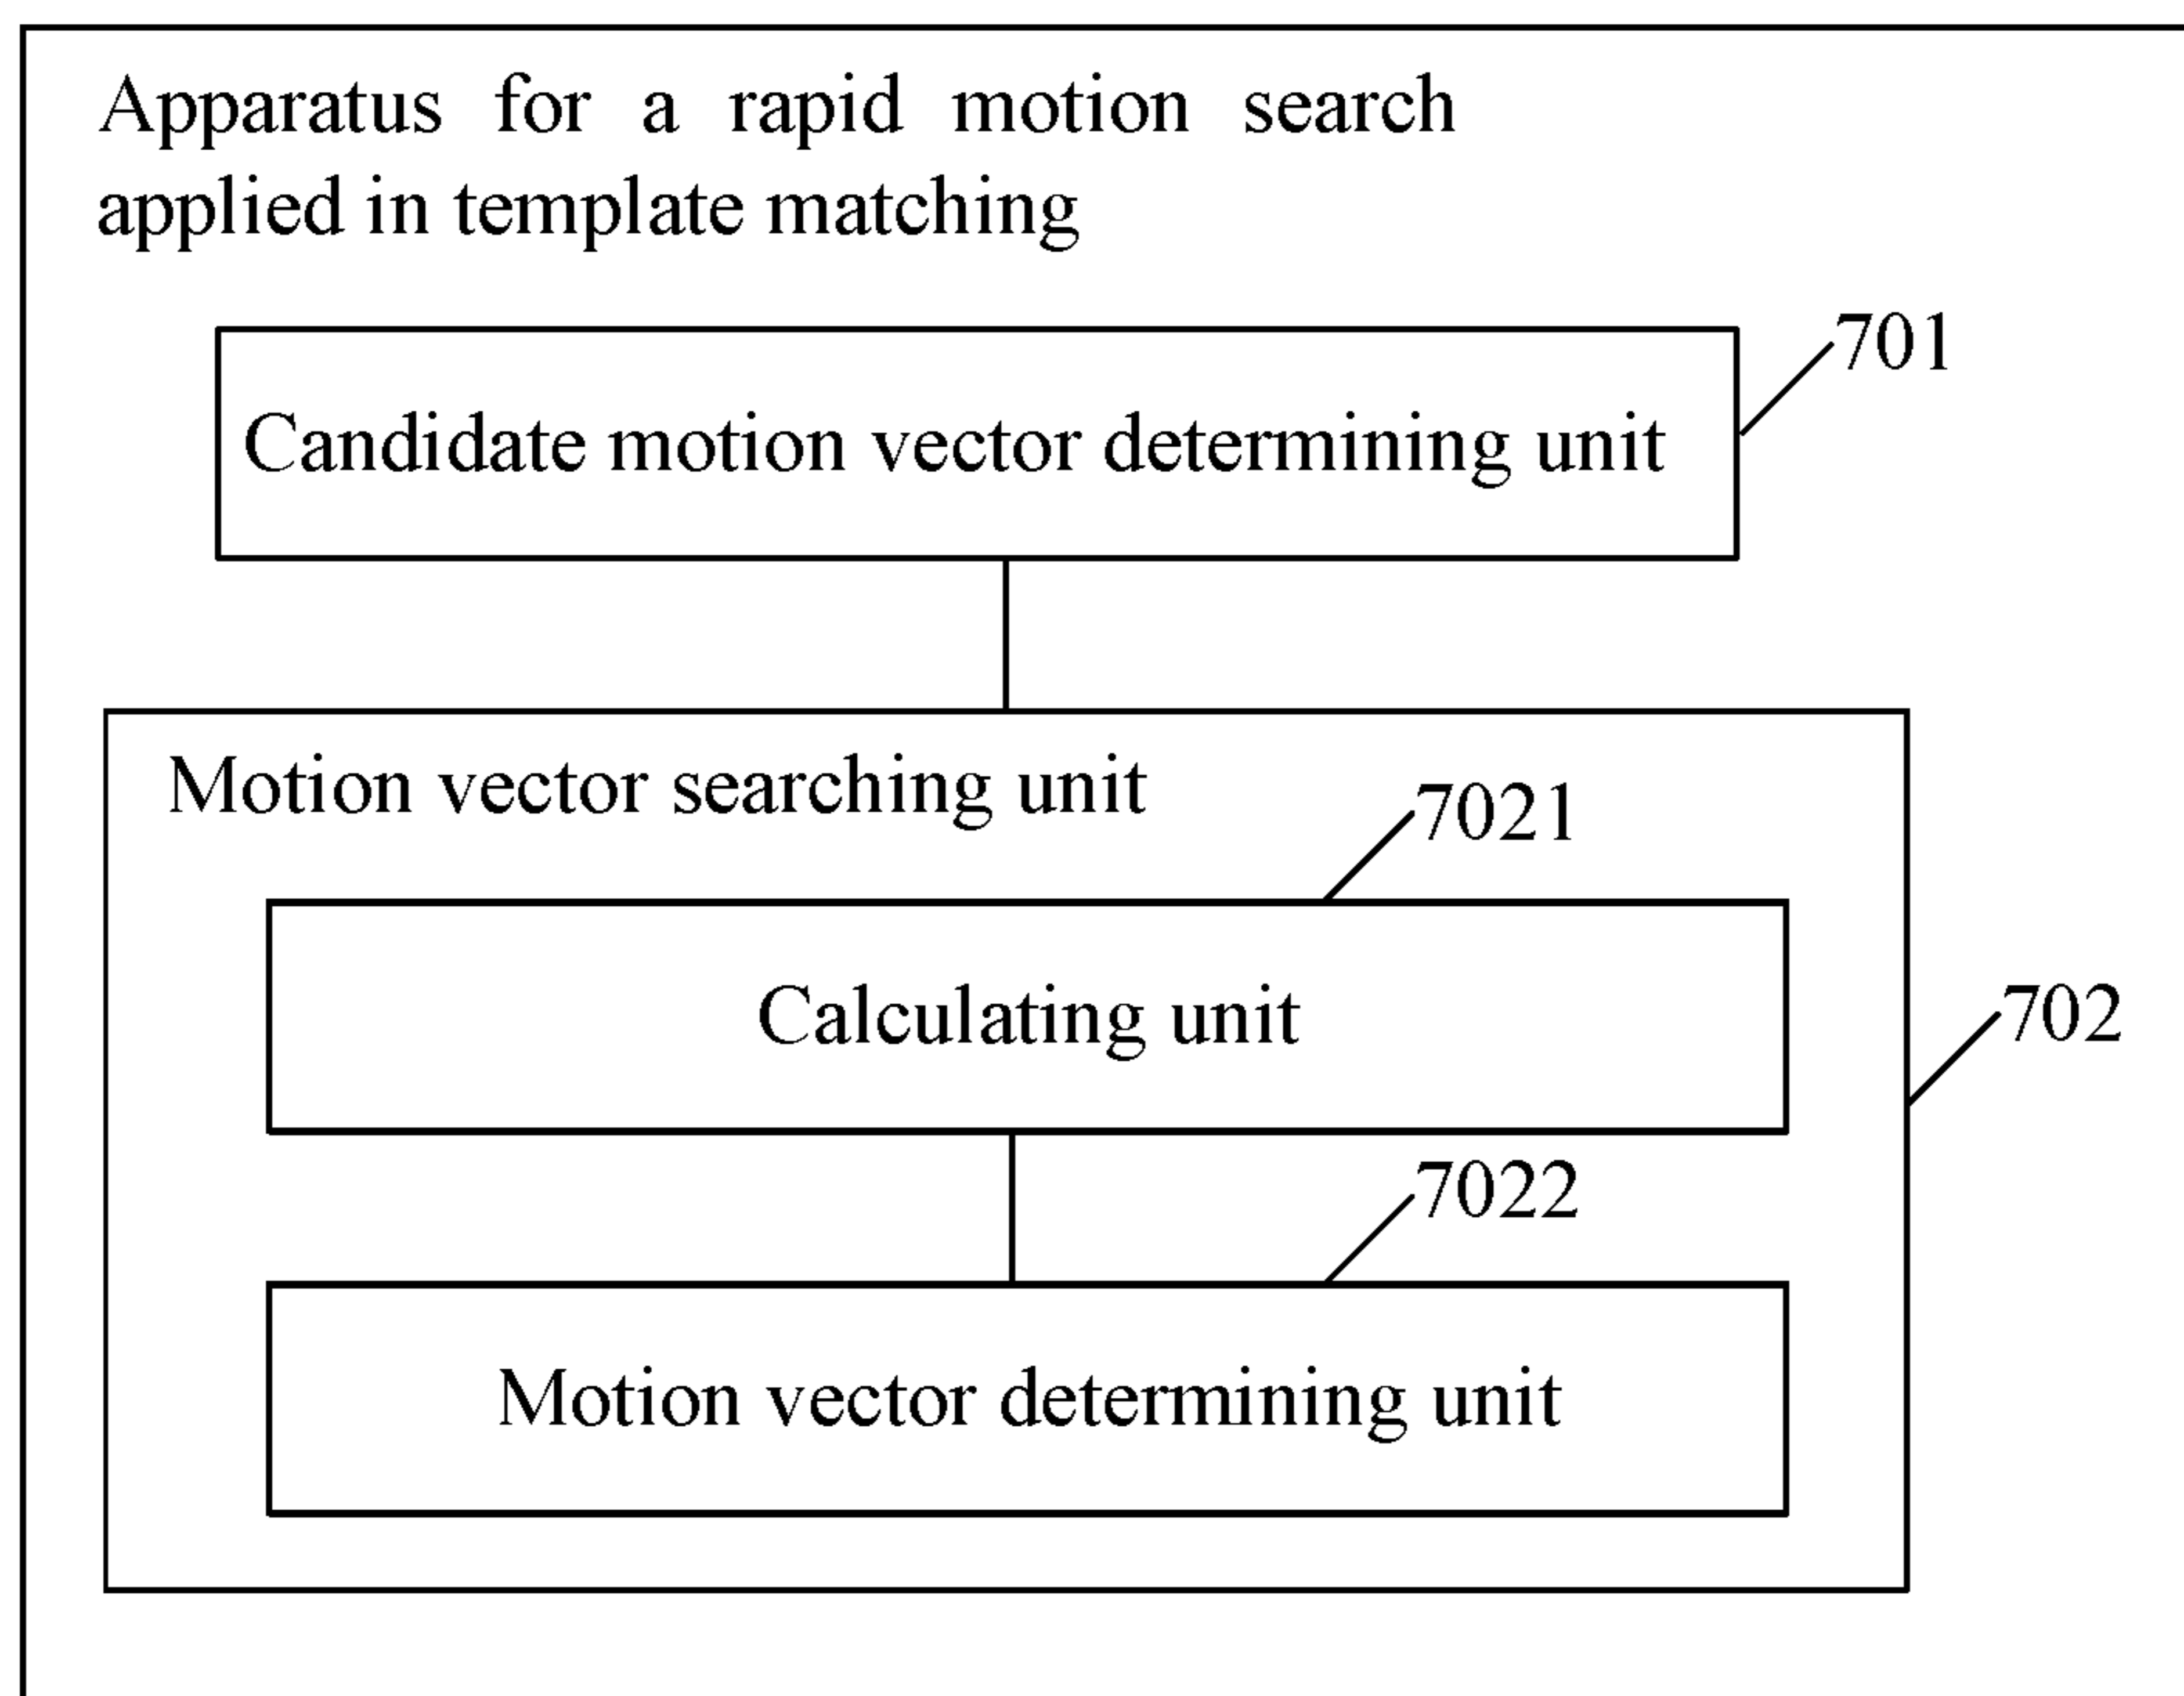 Apparatus for a rapid motion search
applied in template matching
701
Candidate motion vector determining unit
Motion vector searching unit
7021
Calculating unit
702
7022
Motion vector determining unit